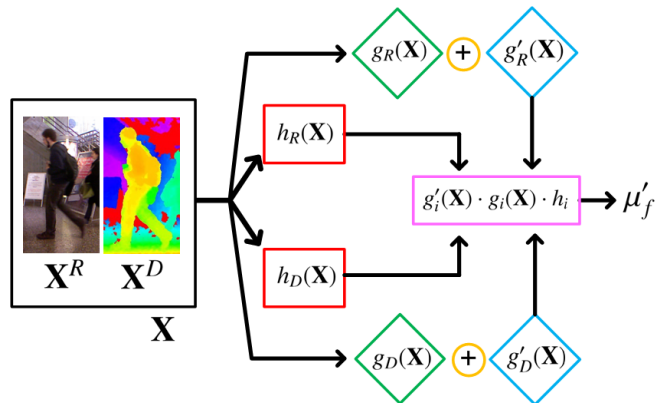 g_R(𝐗) + g′_R(𝐗)
h_R(𝐗)
g′_i(𝐗) · g_i(𝐗) · h_i
μ′_f
𝐗^R 𝐗^D
h_D(𝐗)
𝐗
g_D(𝐗) + g′_D(𝐗)